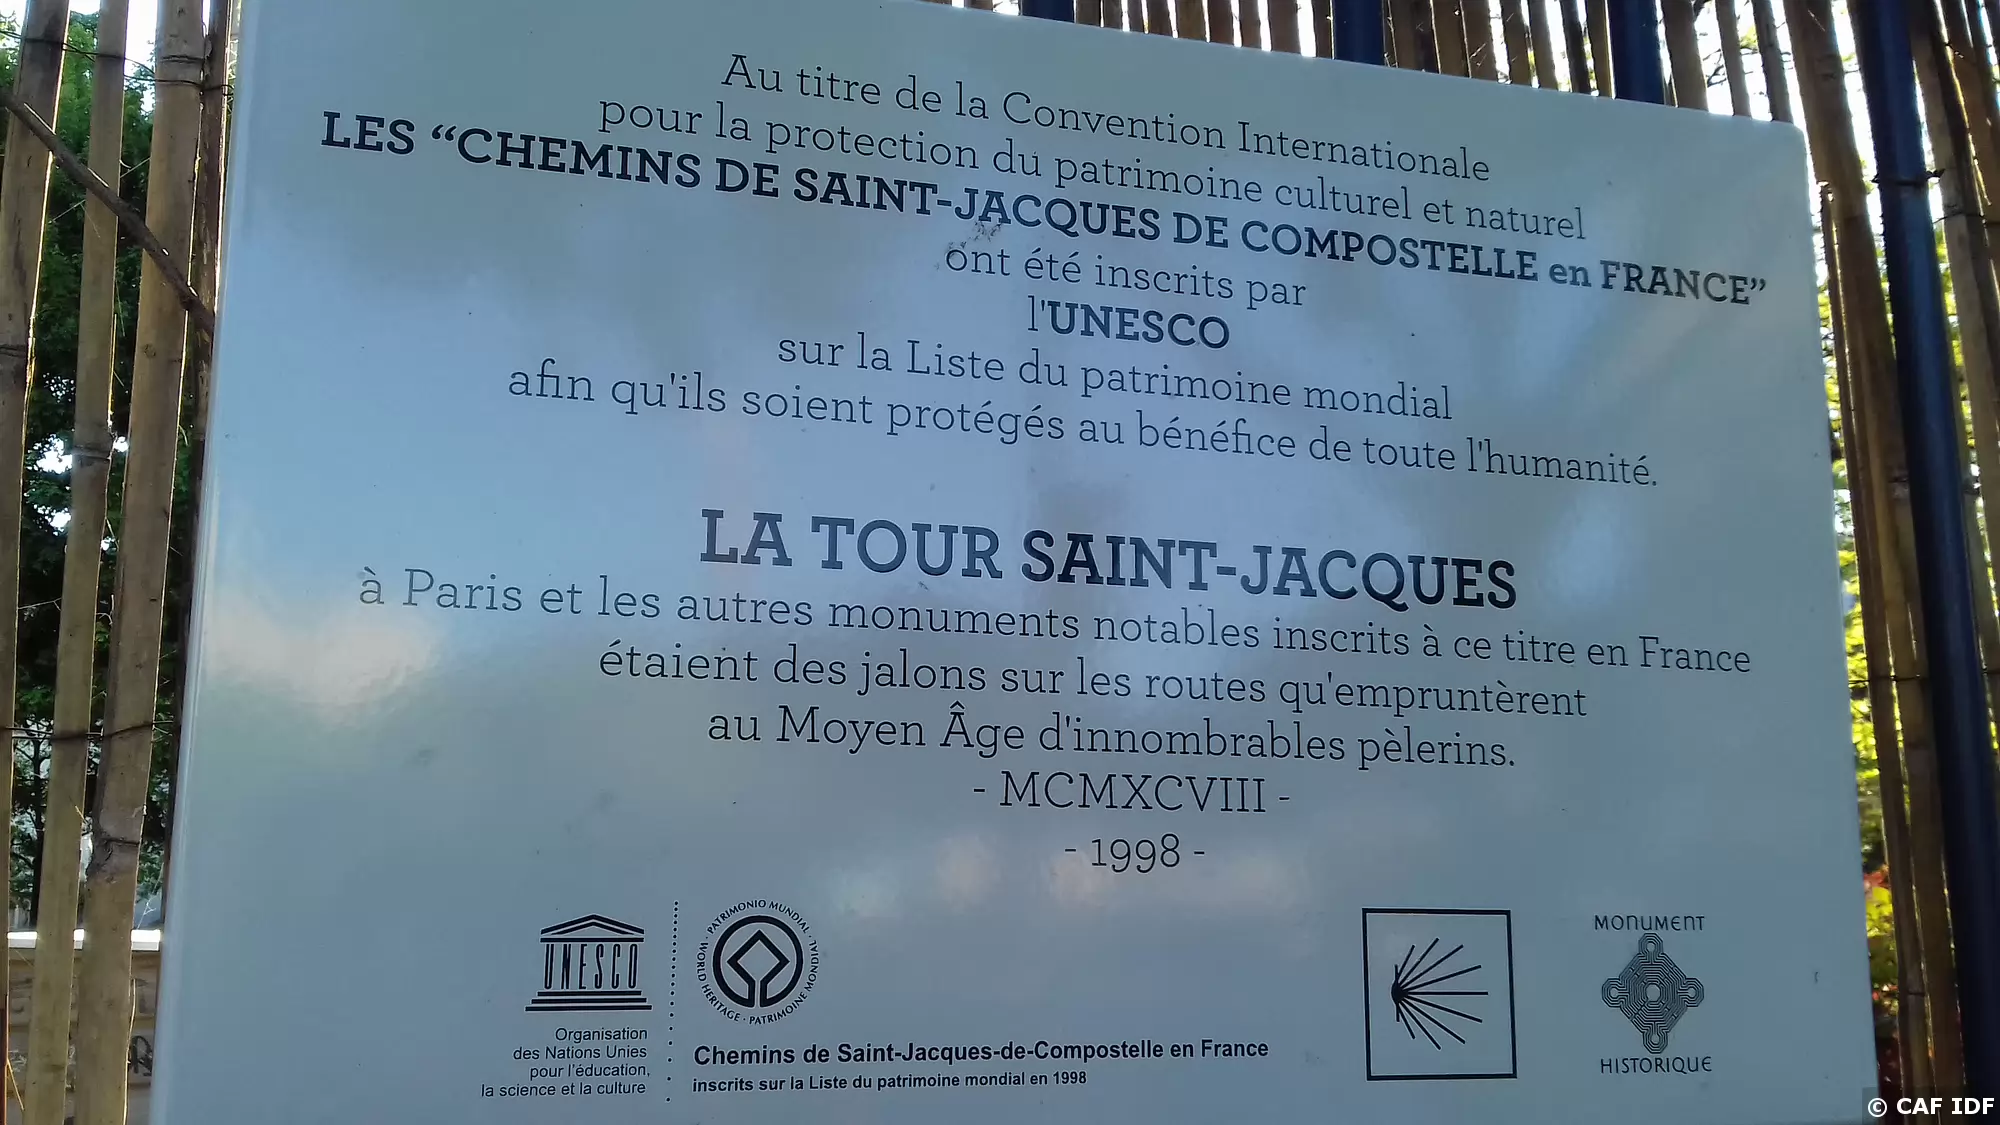 Au titre de la Convention Internationale
pour la protection du patrimoine culturel et naturel
LES “CHEMINS DE SAINT-JACQUES DE COMPOSTELLE en FRANCE”
ont été inscrits par
l'UNESCO
sur la Liste du patrimoine mondial
afin qu'ils soient protégés au bénéfice de toute l'humanité.
LA TOUR SAINT-JACQUES
à Paris et les autres monuments notables inscrits à ce titre en France
étaient des jalons sur les routes qu'empruntèrent
au Moyen Âge d'innombrables pèlerins.
- MCMXCVIII -
- 1998 -
UNESCO
Organisation
des Nations Unies
pour l'éducation,
la science et la culture
WORLD HERITAGE · PATRIMONIO MUNDIAL · PATRIMOINE MONDIAL ·
Chemins de Saint-Jacques-de-Compostelle en France
inscrits sur la Liste du patrimoine mondial en 1998
MONUMENT
HISTORIQUE
© CAF IDF